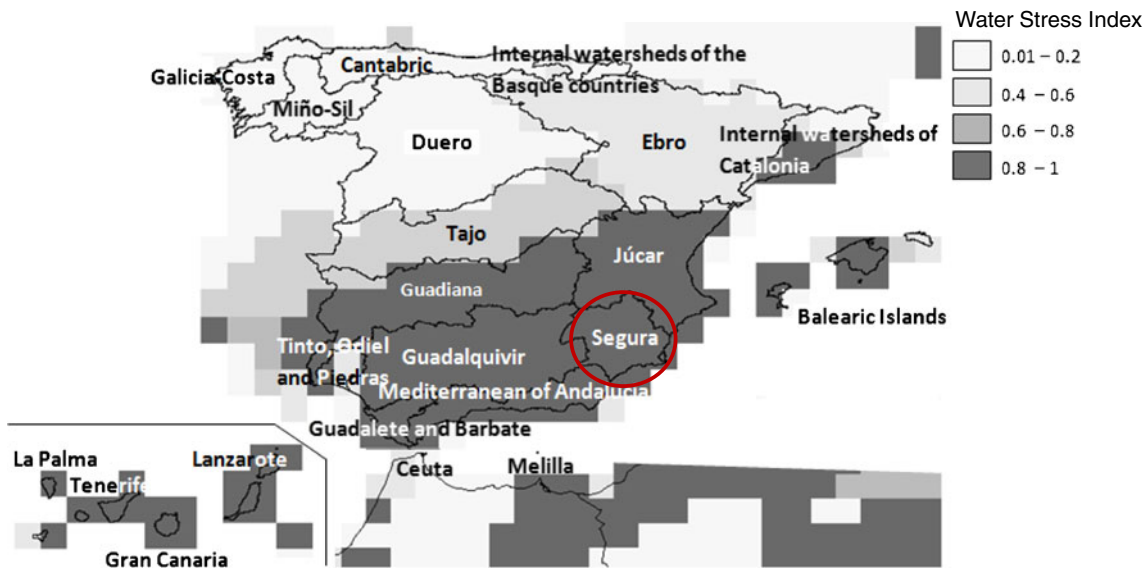 Water Stress Index
0.01 – 0.2
0.4 – 0.6
0.6 – 0.8
0.8 – 1
Internal watersheds of the
Basque countries
Cantabric
Galicia-Costa
Miño-Sil
Duero
Ebro
Internal watersheds of
Catalonia
Tajo
Júcar
Guadiana
Balearic Islands
Segura
Tinto, Odiel
and Piedras
Guadalquivir
Mediterranean of Andalucia
Guadalete and Barbate
Ceuta
Melilla
La Palma
Lanzarote
Tenerife
Gran Canaria